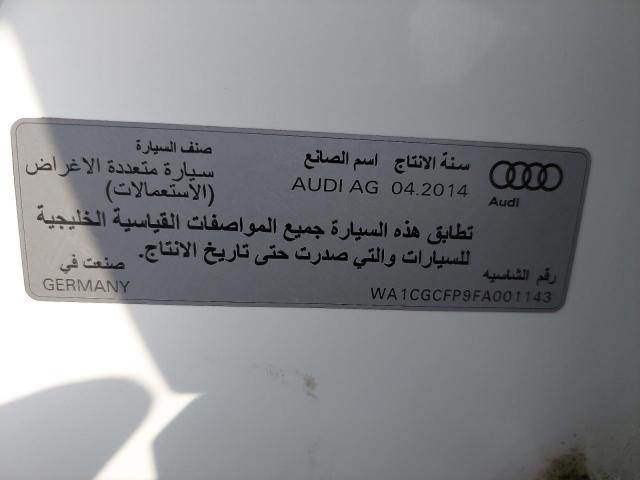 سنة الانتاج اسم الصانع صنف السيارة
04.2014 AUDI AG سيارة متعددة الاغراض
(الاستعمالات)
Audi
تطابق هذه السيارة جميع المواصفات القياسية الخليجية
للسيارات والتي صدرت حتى تاريخ الانتاج.
رقم الشاسيه صنعت في
WA1CGCFP9FA001143 GERMANY